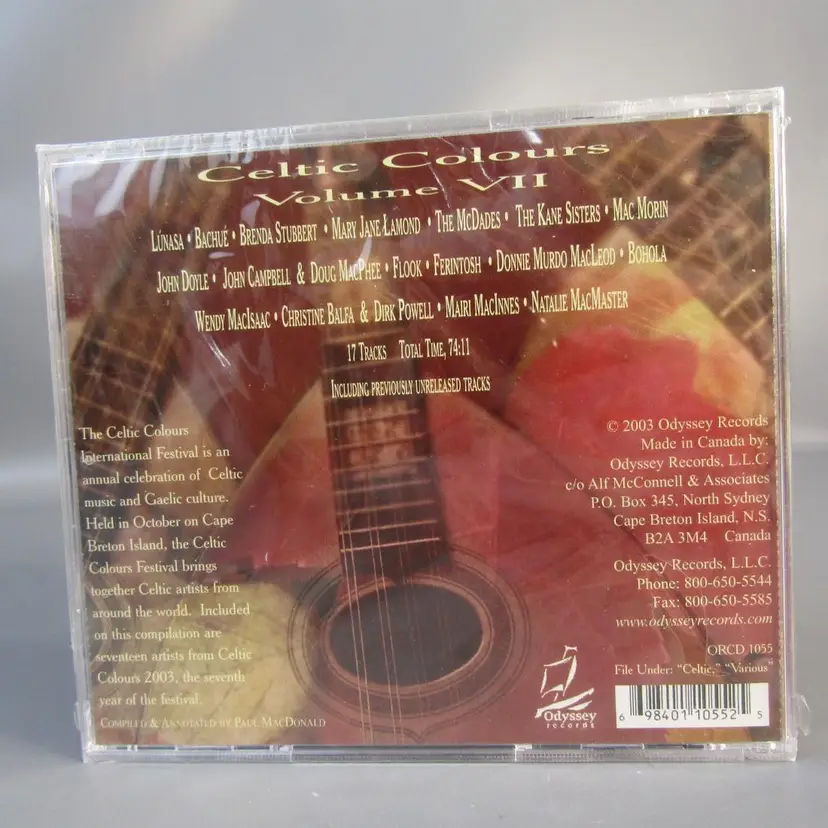 Celtic Colours
Volume VII
Lúnasa • Bachué • Brenda Stubbert • Mary Jane Lamond • The McDades • The Kane Sisters • Mac Morin
John Doyle • John Campbell & Doug MacPhee • Flook • Ferintosh • Donnie Murdo MacLeod • Bohola
Wendy MacIsaac • Christine Balfa & Dirk Powell • Mairi MacInnes • Natalie MacMaster
17 Tracks Total Time, 74:11
Including previously unreleased tracks
The Celtic Colours
International Festival is an
annual celebration of Celtic
music and Gaelic culture.
Held in October on Cape
Breton Island, the Celtic
Colours Festival brings
together Celtic artists from
around the world. Included
on this compilation are
seventeen artists from Celtic
Colours 2003, the seventh
year of the festival.
Compiled & Annotated by Paul MacDonald
© 2003 Odyssey Records
Made in Canada by:
Odyssey Records, L.L.C.
c/o Alf McConnell & Associates
P.O. Box 345, North Sydney
Cape Breton Island, N.S.
B2A 3M4 Canada
Odyssey Records, L.L.C.
Phone: 800-650-5544
Fax: 800-650-5585
www.odysseyrecords.com
ORCD 1055
File Under: "Celtic," "Various"
Odyssey
records
6 98401 10552 5